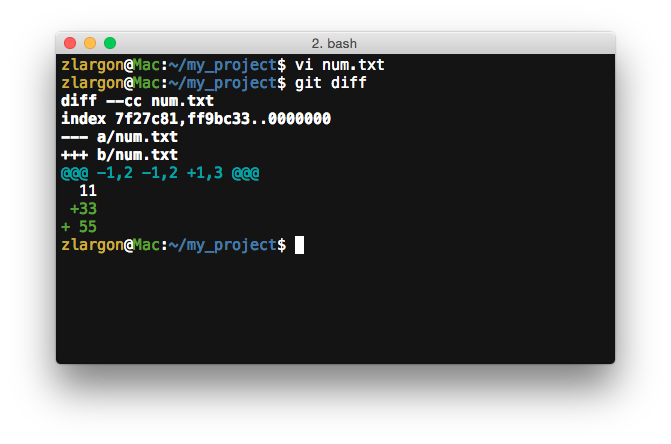 2. bash
zlargon@Mac:~/my_project$ vi num.txt
zlargon@Mac:~/my_project$ git diff
diff --cc num.txt
index 7f27c81,ff9bc33..0000000
--- a/num.txt
+++ b/num.txt
@@@ -1,2 -1,2 +1,3 @@@
  11
 +33
+ 55
zlargon@Mac:~/my_project$